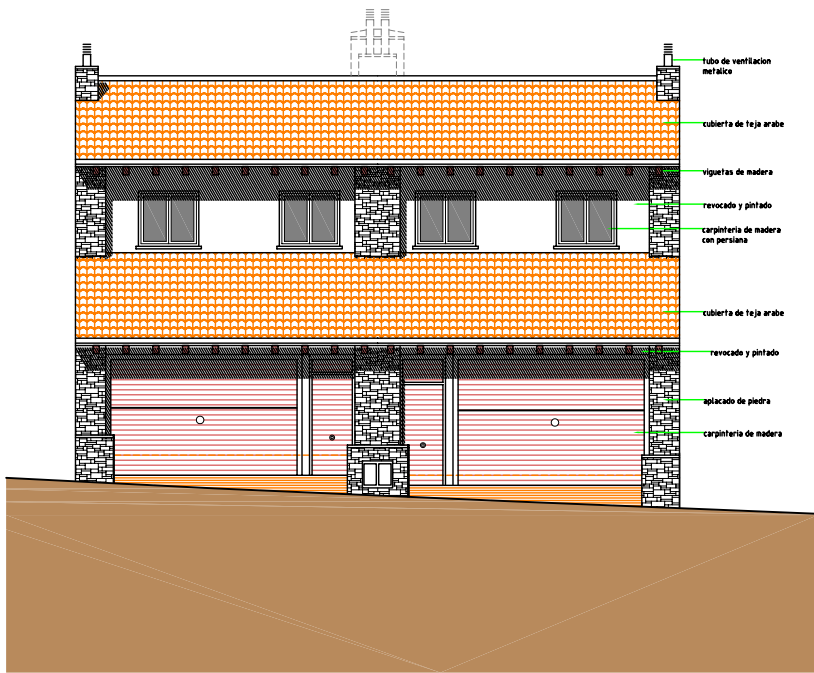 tubo de ventilacion
metalico
cubierta de teja arabe
viguetas de madera
revocado y pintado
carpinteria de madera
con persiana
cubierta de teja arabe
revocado y pintado
aplacado de piedra
carpinteria de madera